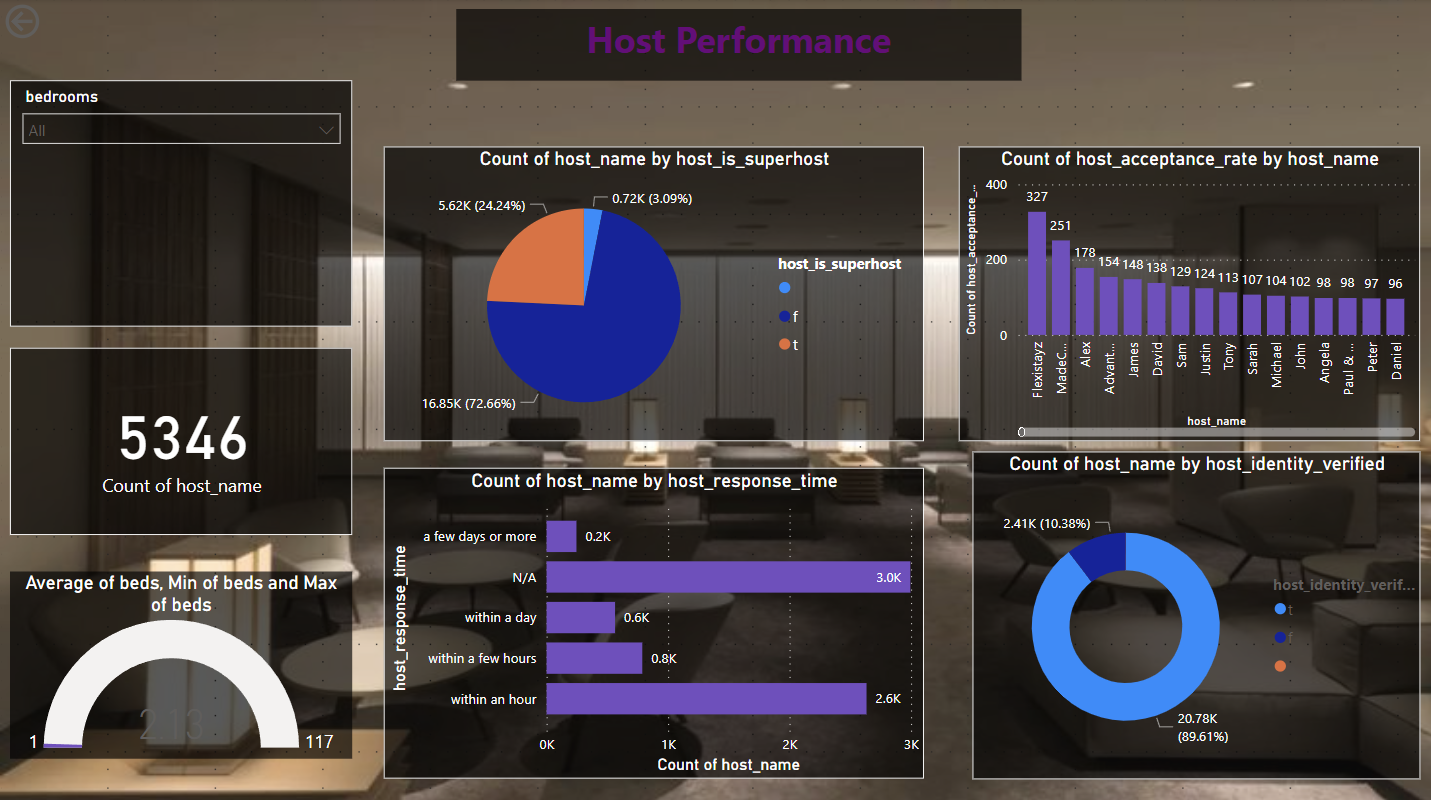 Host Performance
bedrooms
All
5346
Count of host_name
Average of beds, Min of beds and Max
of beds
2.13
1
117
Count of host_name by host_is_superhost
0.72K (3.09%)
5.62K (24.24%)
16.85K (72.66%)
host_is_superhost
f
t
Count of host_name by host_response_time
host_response_time
a few days or more
0.2K
N/A
3.0K
within a day
0.6K
within a few hours
0.8K
within an hour
2.6K
0K 1K 2K 3K
Count of host_name
Count of host_acceptance_rate by host_name
Count of host_acceptance_...
400
200
0
327 251 178 154 148 138 129 124 113 107 104 102 98 98 97 96
Flexistayz MadeC... Alex Advant... James David Sam Justin Tony Sarah Michael John Angela Paul & ... Peter Daniel
host_name
Count of host_name by host_identity_verified
2.41K (10.38%)
20.78K
(89.61%)
host_identity_verif...
t
f